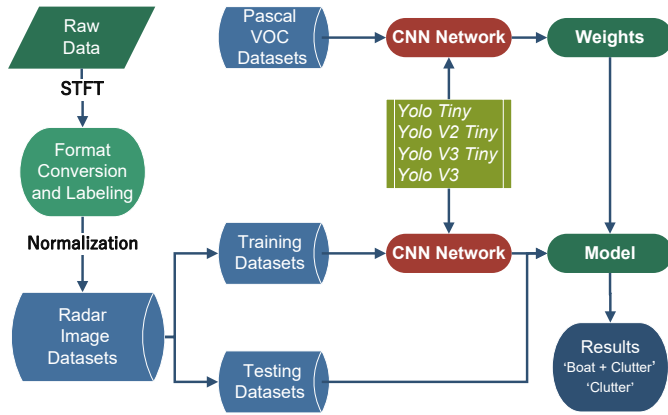 Raw
Data
STFT
Format
Conversion
and Labeling
Normalization
Radar
Image
Datasets
Pascal
VOC
Datasets
CNN Network
Weights
Yolo Tiny
Yolo V2 Tiny
Yolo V3 Tiny
Yolo V3
Training
Datasets
CNN Network
Model
Testing
Datasets
Results
‘Boat + Clutter’
‘Clutter’